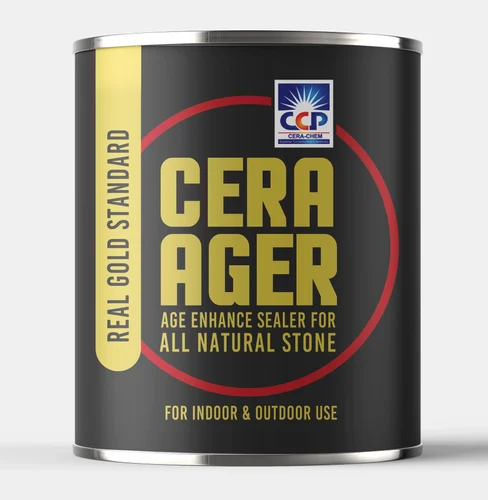 REAL GOLD STANDARD
CCP
CERA-CHEM
CERA
AGER
AGE ENHANCE SEALER FOR
ALL NATURAL STONE
FOR INDOOR & OUTDOOR USE